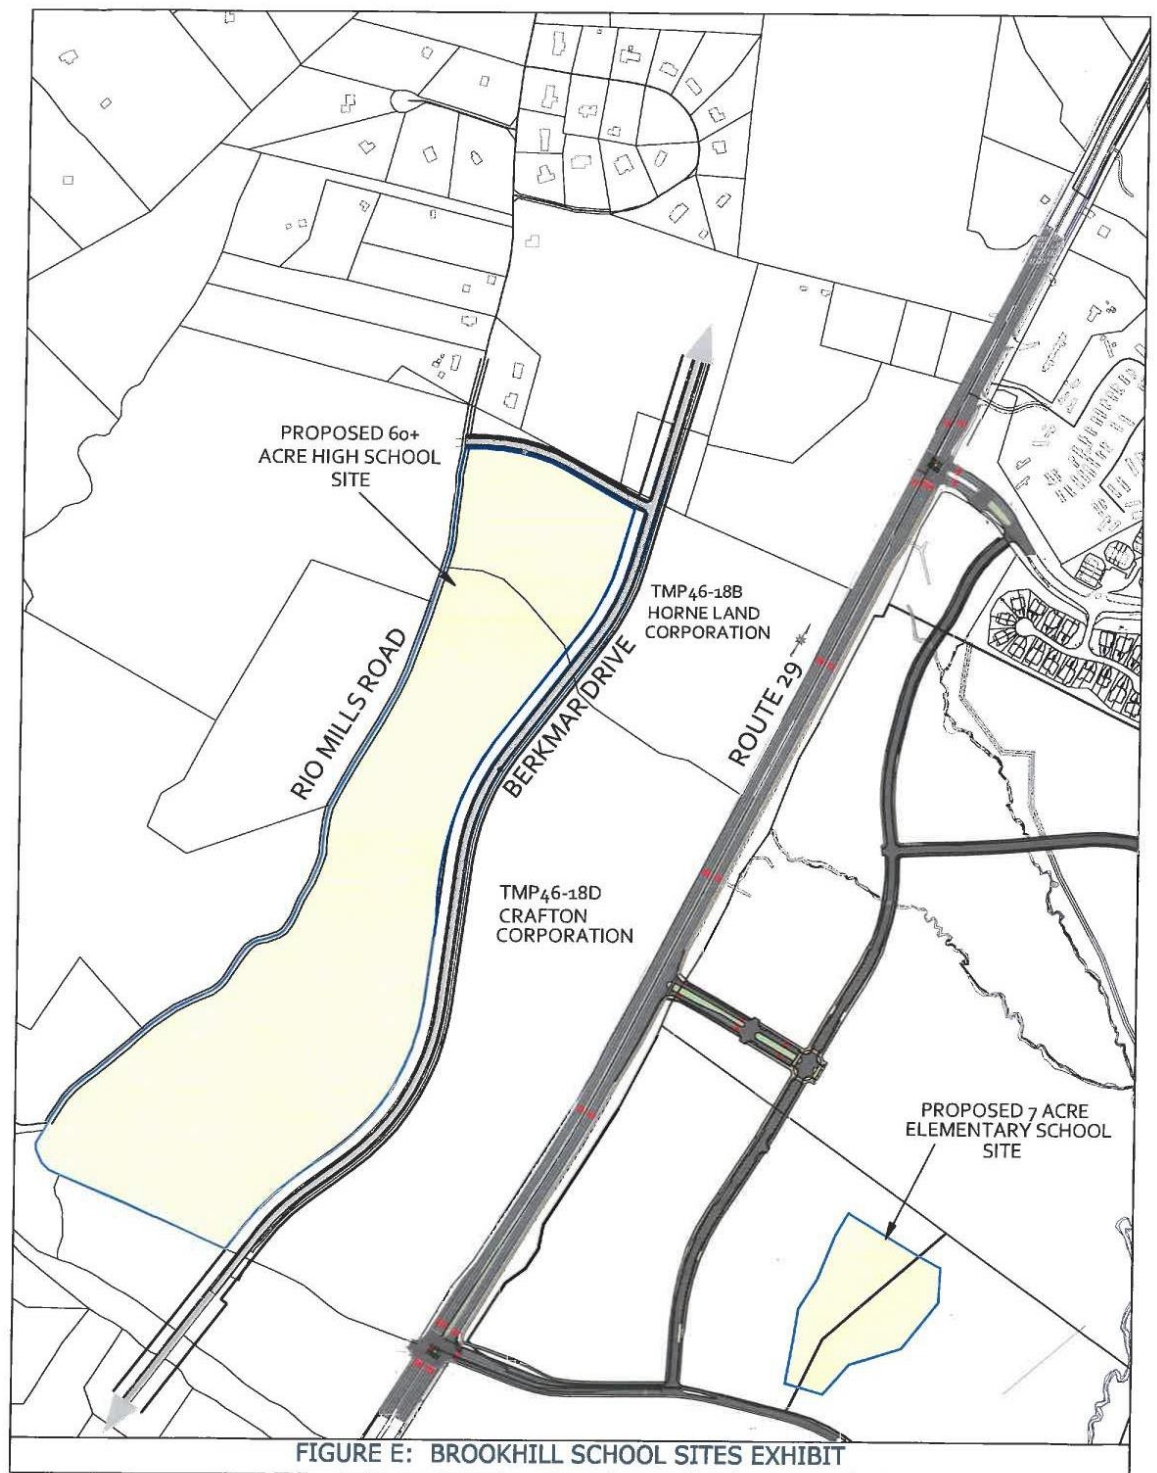 PROPOSED 60+
ACRE HIGH SCHOOL
SITE
TMP46-18B
HORNE LAND
CORPORATION
RIO MILLS ROAD
BERKMAR DRIVE
ROUTE 29
TMP46-18D
CRAFTON
CORPORATION
PROPOSED 7 ACRE
ELEMENTARY SCHOOL
SITE
FIGURE E: BROOKHILL SCHOOL SITES EXHIBIT